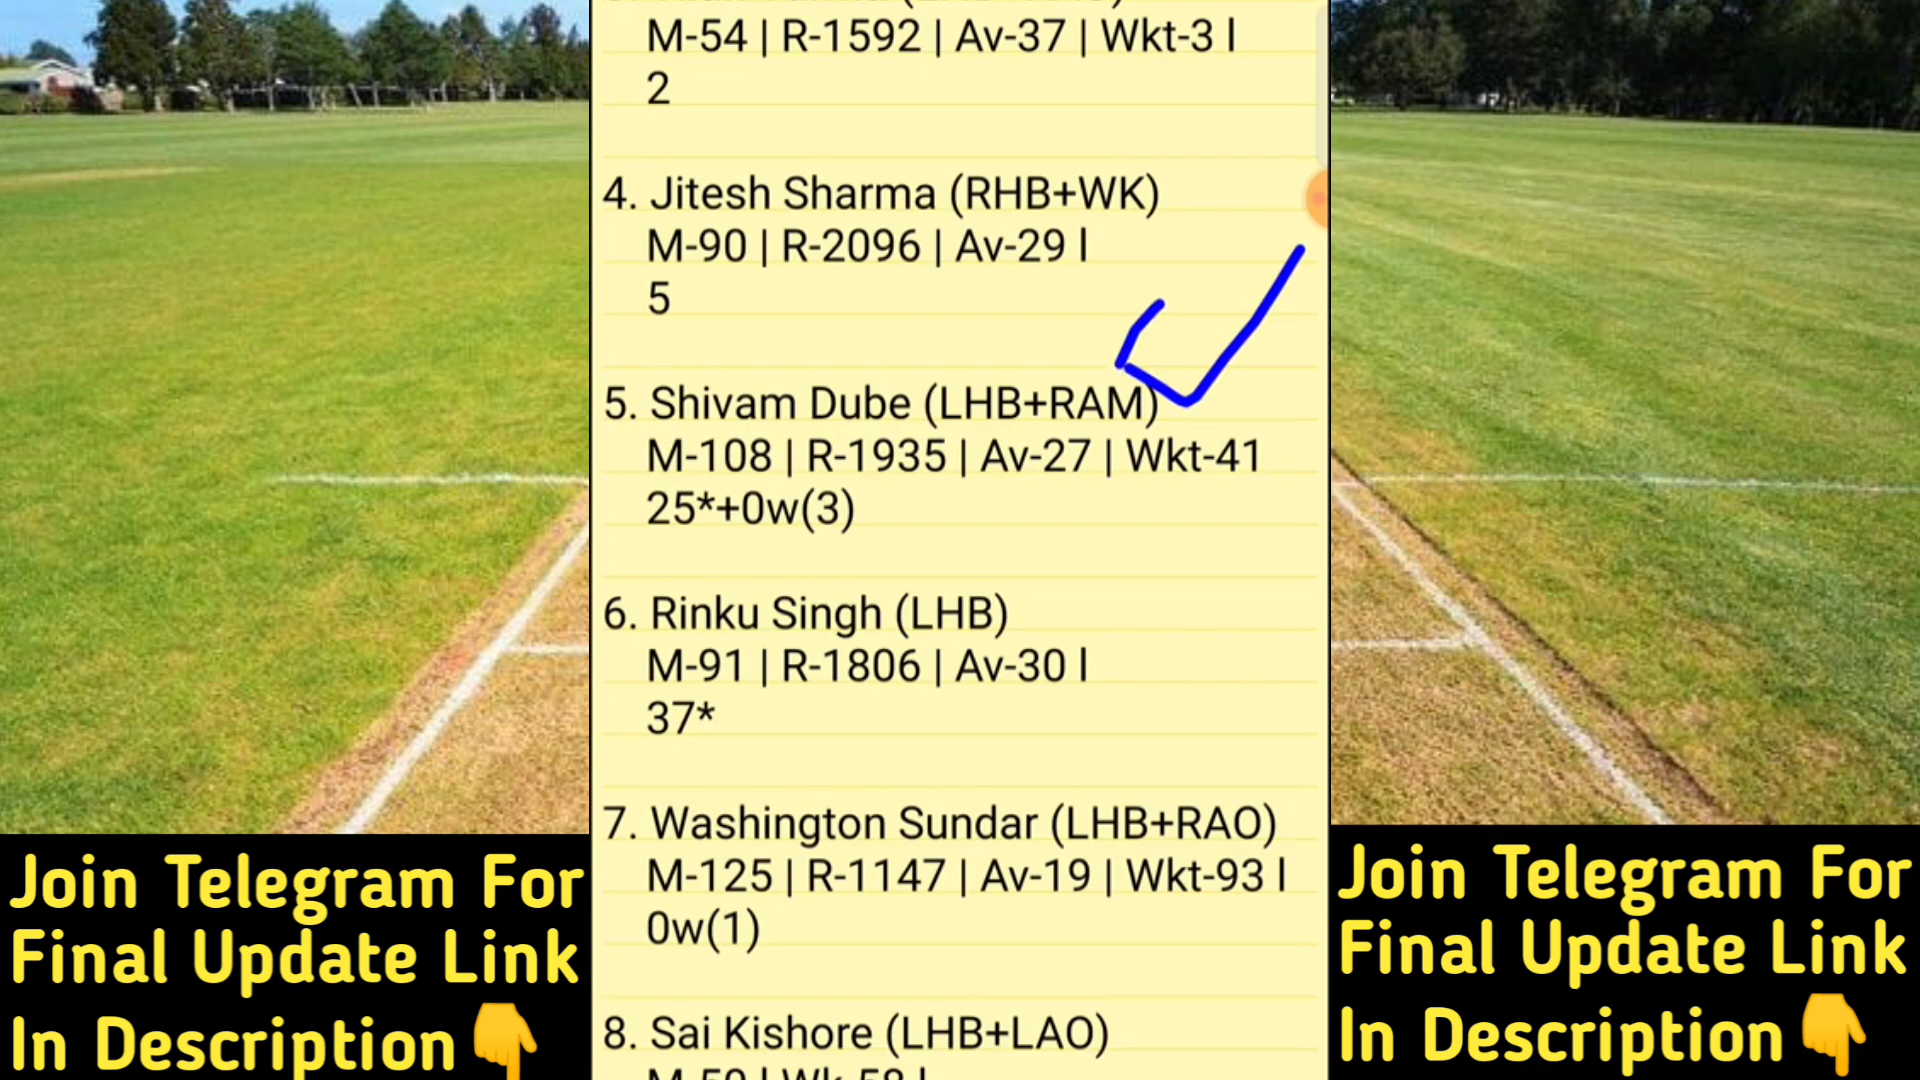 M-54 | R-1592 | Av-37 | Wkt-3 l
2
4. Jitesh Sharma (RHB+WK)
M-90 | R-2096 | Av-29 l
5
5. Shivam Dube (LHB+RAM)
M-108 | R-1935 | Av-27 | Wkt-41
25*+0w(3)
6. Rinku Singh (LHB)
M-91 | R-1806 | Av-30 l
37*
7. Washington Sundar (LHB+RAO)
M-125 | R-1147 | Av-19 | Wkt-93 l
0w(1)
8. Sai Kishore (LHB+LAO)
Join Telegram For
Final Update Link
In Description👇
Join Telegram For
Final Update Link
In Description👇